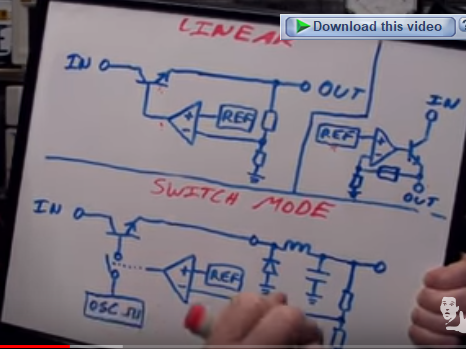 LINEAR
Download this video
?
IN
OUT
+
-
REF
IN
REF
+
-
OUT
SWITCH MODE
IN
+
-
REF
OSC